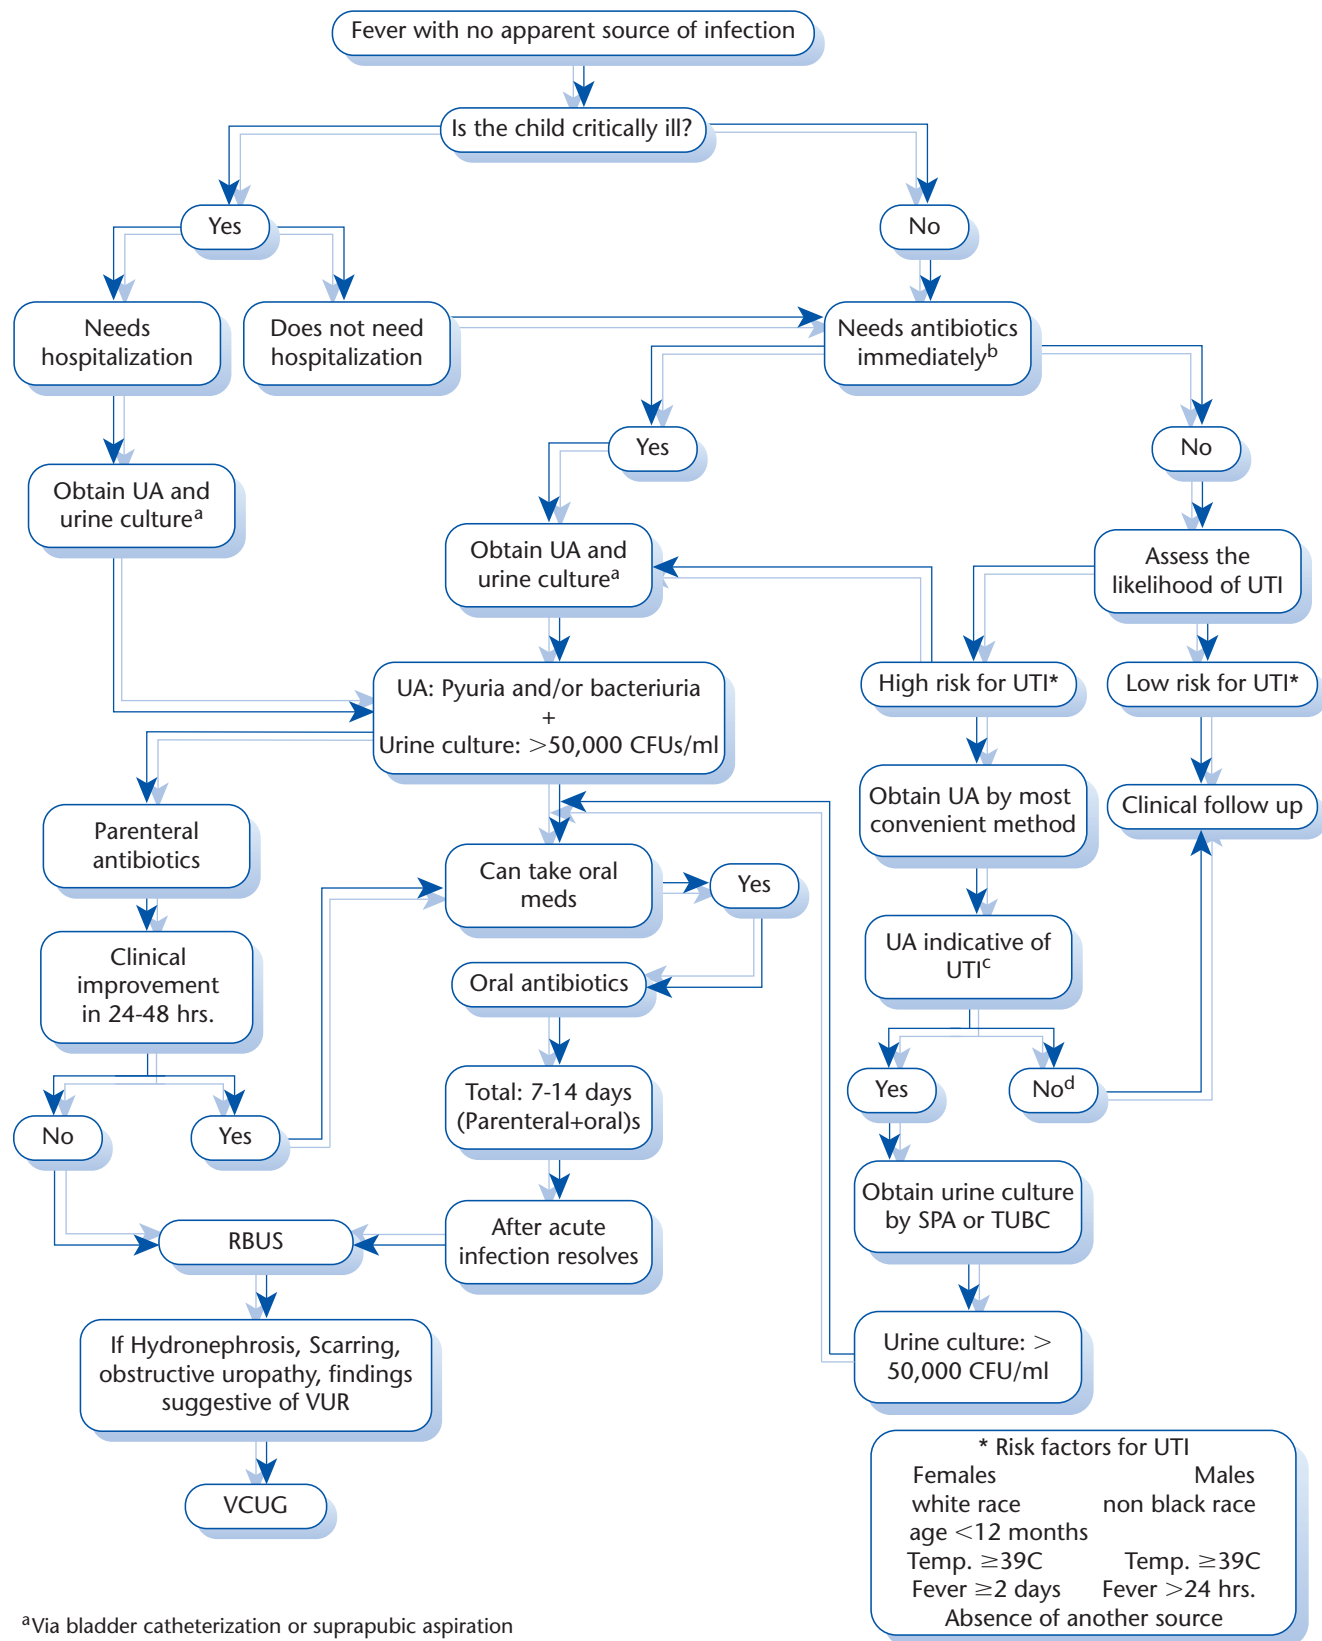 Fever with no apparent source of infection
Is the child critically ill?
Yes
No
Needs
hospitalization
Does not need
hospitalization
Needs antibiotics
immediatelyb
Yes
No
Obtain UA and
urine culturea
Obtain UA and
urine culturea
Assess the
likelihood of UTI
High risk for UTI*
Low risk for UTI*
UA: Pyuria and/or bacteriuria
+
Urine culture: >50,000 CFUs/ml
Obtain UA by most
convenient method
Clinical follow up
Parenteral
antibiotics
Can take oral
meds
Yes
UA indicative of
UTIc
Clinical
improvement
in 24-48 hrs.
Oral antibiotics
Yes
Nod
Total: 7-14 days
(Parenteral+oral)s
No
Yes
Obtain urine culture
by SPA or TUBC
RBUS
After acute
infection resolves
If Hydronephrosis, Scarring,
obstructive uropathy, findings
suggestive of VUR
Urine culture: >
50,000 CFU/ml
VCUG
* Risk factors for UTI
Females Males
white race non black race
age <12 months
Temp. ≥39C Temp. ≥39C
Fever ≥2 days Fever >24 hrs.
Absence of another source
aVia bladder catheterization or suprapubic aspiration